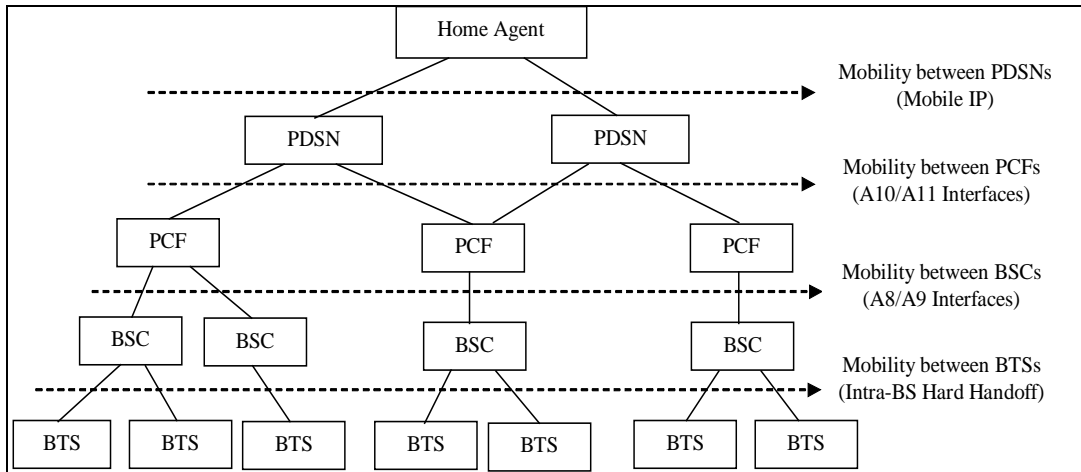 Home Agent
Mobility between PDSNs
(Mobile IP)
PDSN
PDSN
Mobility between PCFs
(A10/A11 Interfaces)
PCF
PCF
PCF
Mobility between BSCs
(A8/A9 Interfaces)
BSC
BSC
BSC
BSC
Mobility between BTSs
(Intra-BS Hard Handoff)
BTS
BTS
BTS
BTS
BTS
BTS
BTS